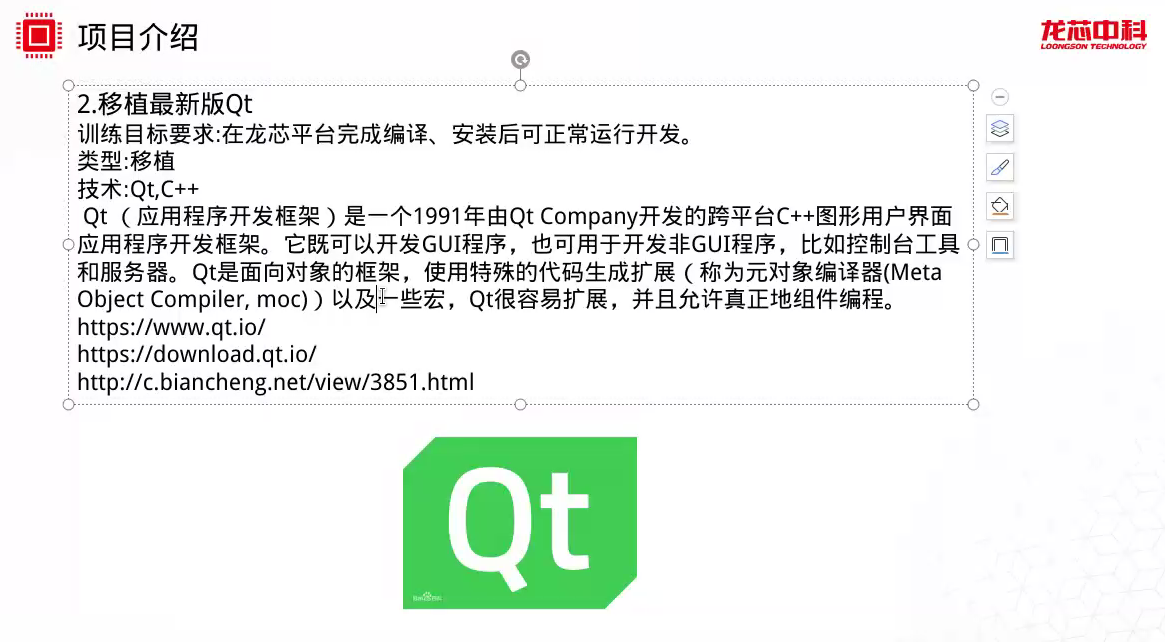 项目介绍
龙芯中科
LOONGSON TECHNOLOGY
2.移植最新版Qt
训练目标要求:在龙芯平台完成编译、安装后可正常运行开发。
类型:移植
技术:Qt,C++
Qt （应用程序开发框架）是一个1991年由Qt Company开发的跨平台C++图形用户界面
应用程序开发框架。它既可以开发GUI程序，也可用于开发非GUI程序，比如控制台工具
和服务器。Qt是面向对象的框架，使用特殊的代码生成扩展（称为元对象编译器(Meta
Object Compiler, moc)）以及一些宏，Qt很容易扩展，并且允许真正地组件编程。
https://www.qt.io/
https://download.qt.io/
http://c.biancheng.net/view/3851.html
Qt
Bai百科